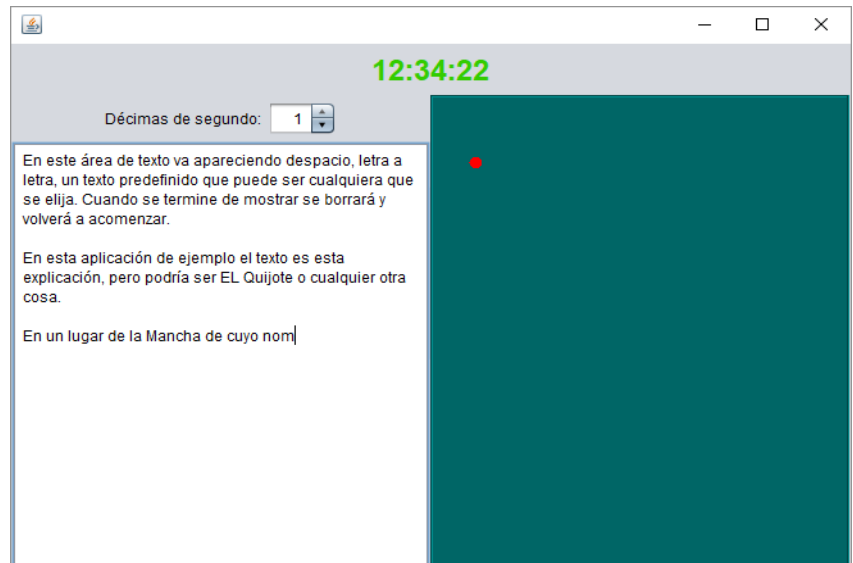 12:34:22
Décimas de segundo: 1
En este área de texto va apareciendo despacio, letra a
letra, un texto predefinido que puede ser cualquiera que
se elija. Cuando se termine de mostrar se borrará y
volverá a acomenzar.
En esta aplicación de ejemplo el texto es esta
explicación, pero podría ser EL Quijote o cualquier otra
cosa.
En un lugar de la Mancha de cuyo nom